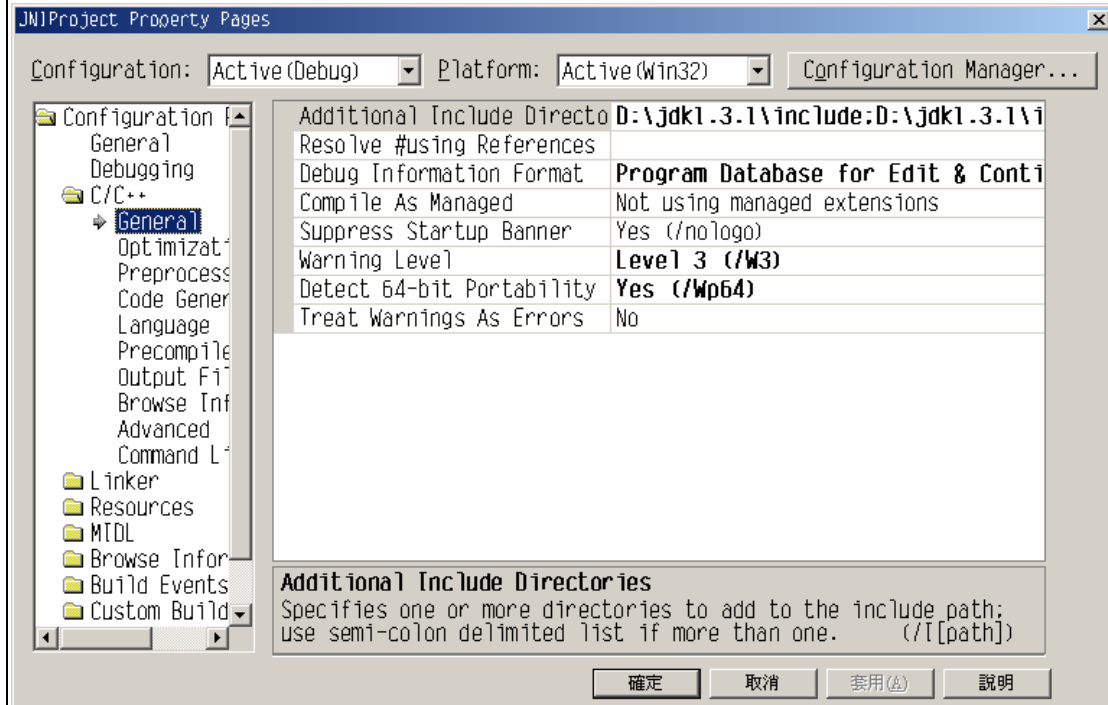 JNIProject Property Pages
Configuration: Active(Debug) Platform: Active(Win32) Configuration Manager...
Configuration
General
Debugging
C/C++
General
Optimizati
Preprocess
Code Gener
Language
Precompile
Output Fi
Browse Inf
Advanced
Command Li
Linker
Resources
MIDL
Browse Infor
Build Events
Custom Build
Additional Include Directo D:\jdk1.3.1\include;D:\jdk1.3.1\i
Resolve #using References
Debug Information Format Program Database for Edit & Conti
Compile As Managed Not using managed extensions
Suppress Startup Banner Yes (/nologo)
Warning Level Level 3 (/W3)
Detect 64-bit Portability Yes (/Wp64)
Treat Warnings As Errors No
Additional Include Directories
Specifies one or more directories to add to the include path;
use semi-colon delimited list if more than one. (/I[path])
確定 取消 套用(A) 說明